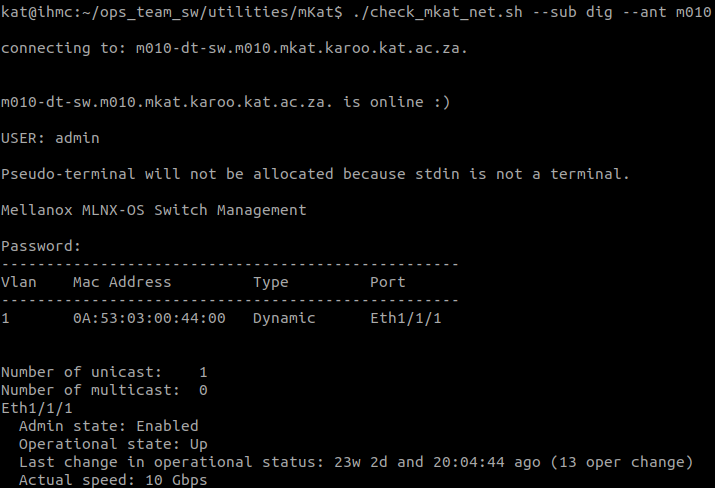 kat@ihmc:~/ops_team_sw/utilities/mKat$ ./check_mkat_net.sh --sub dig --ant m010
connecting to: m010-dt-sw.m010.mkat.karoo.kat.ac.za.
m010-dt-sw.m010.mkat.karoo.kat.ac.za. is online :)
USER: admin
Pseudo-terminal will not be allocated because stdin is not a terminal.
Mellanox MLNX-OS Switch Management
Password:
---------------------------------------------------
Vlan    Mac Address         Type         Port
---------------------------------------------------
1       0A:53:03:00:44:00   Dynamic      Eth1/1/1
Number of unicast:    1
Number of multicast:  0
Eth1/1/1
  Admin state: Enabled
  Operational state: Up
  Last change in operational status: 23w 2d and 20:04:44 ago (13 oper change)
  Actual speed: 10 Gbps